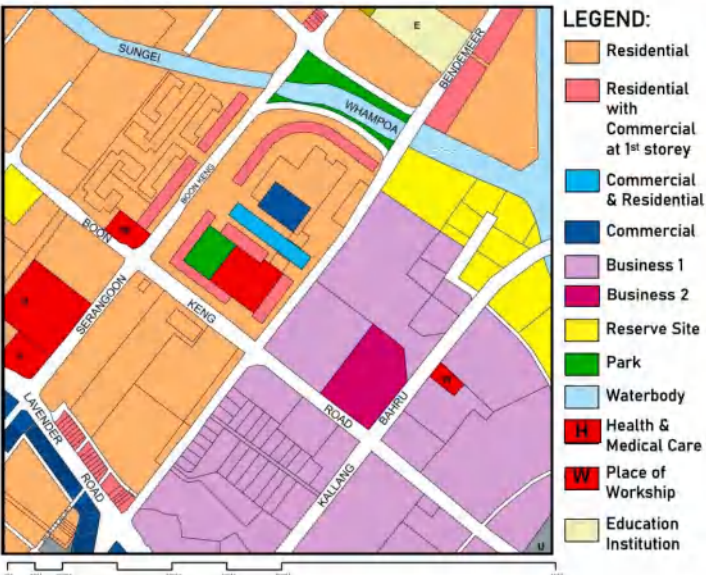 E
SUNGEI
WHAMPOA
BENDEMEER
BOON KENG
BOON
KENG
ROAD
SERANGOON
LAVENDER
ROAD
KALLANG
BAHRU
U
LEGEND:
Residential
Residential
with
Commercial
at 1st storey
Commercial
& Residential
Commercial
Business 1
Business 2
Reserve Site
Park
Waterbody
H
Health &
Medical Care
W
Place of
Workship
Education
Institution